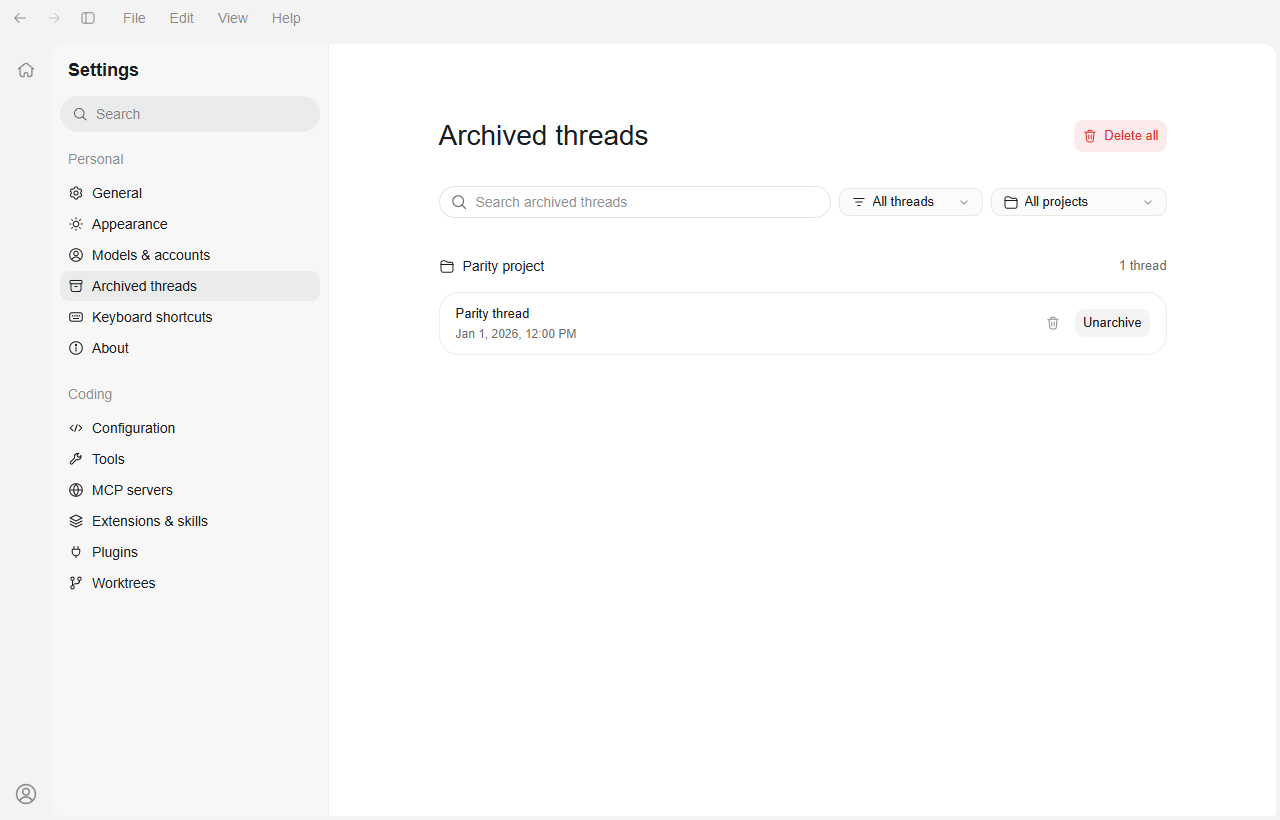 File Edit View Help
Settings
Search
Personal
General
Appearance
Models & accounts
Archived threads
Keyboard shortcuts
About
Coding
Configuration
Tools
MCP servers
Extensions & skills
Plugins
Worktrees
Archived threads
Delete all
Search archived threads
All threads
All projects
Parity project
1 thread
Parity thread
Jan 1, 2026, 12:00 PM
Unarchive